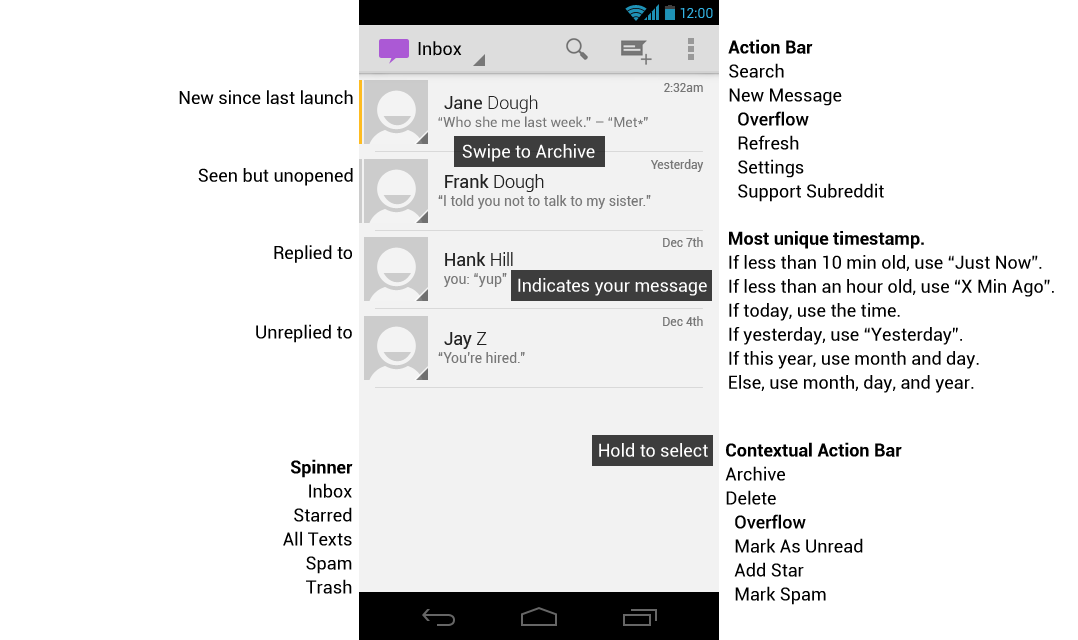 12:00
Inbox
New since last launch
Seen but unopened
Replied to
Unreplied to
Spinner
Inbox
Starred
All Texts
Spam
Trash
2:32am
Jane Dough
“Who she me last week.” – “Met*”
Swipe to Archive
Yesterday
Frank Dough
“I told you not to talk to my sister.”
Dec 7th
Hank Hill
you: “yup”
Indicates your message
Dec 4th
Jay Z
“You’re hired.”
Hold to select
Action Bar
Search
New Message
Overflow
Refresh
Settings
Support Subreddit
Most unique timestamp.
If less than 10 min old, use “Just Now”.
If less than an hour old, use “X Min Ago”.
If today, use the time.
If yesterday, use “Yesterday”.
If this year, use month and day.
Else, use month, day, and year.
Contextual Action Bar
Archive
Delete
Overflow
Mark As Unread
Add Star
Mark Spam